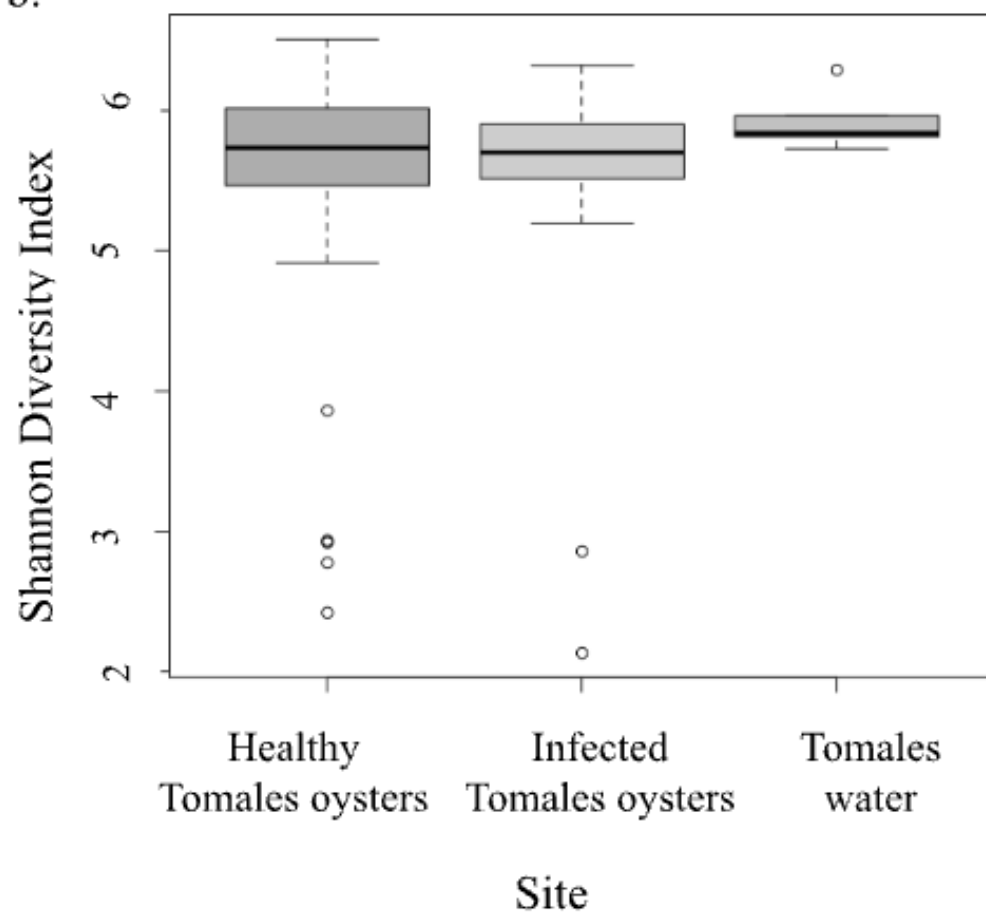 b.
Shannon Diversity Index
6
5
4
3
2
Healthy
Tomales oysters
Infected
Tomales oysters
Tomales
water
Site